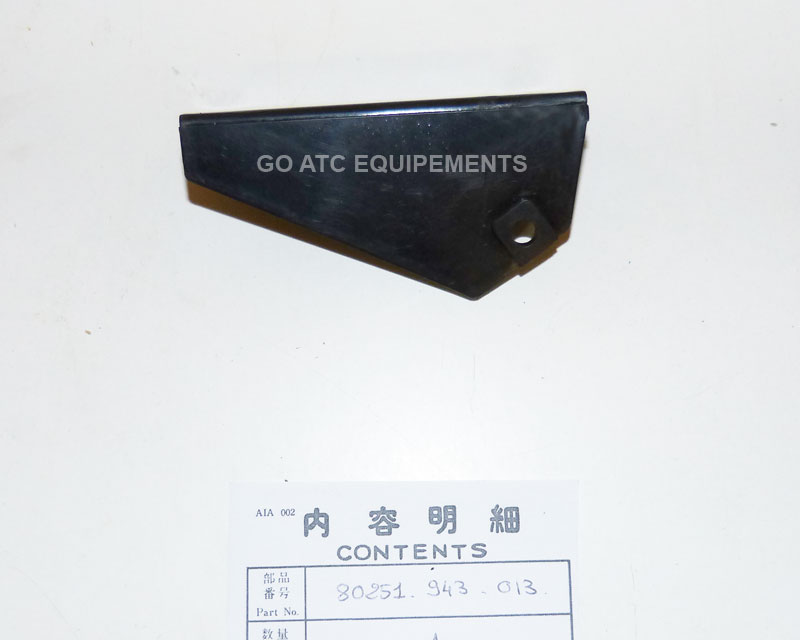 GO ATC EQUIPEMENTS
AIA 002
内容明細
CONTENTS
部品
番号
Part No.
80251.943-013.
数量